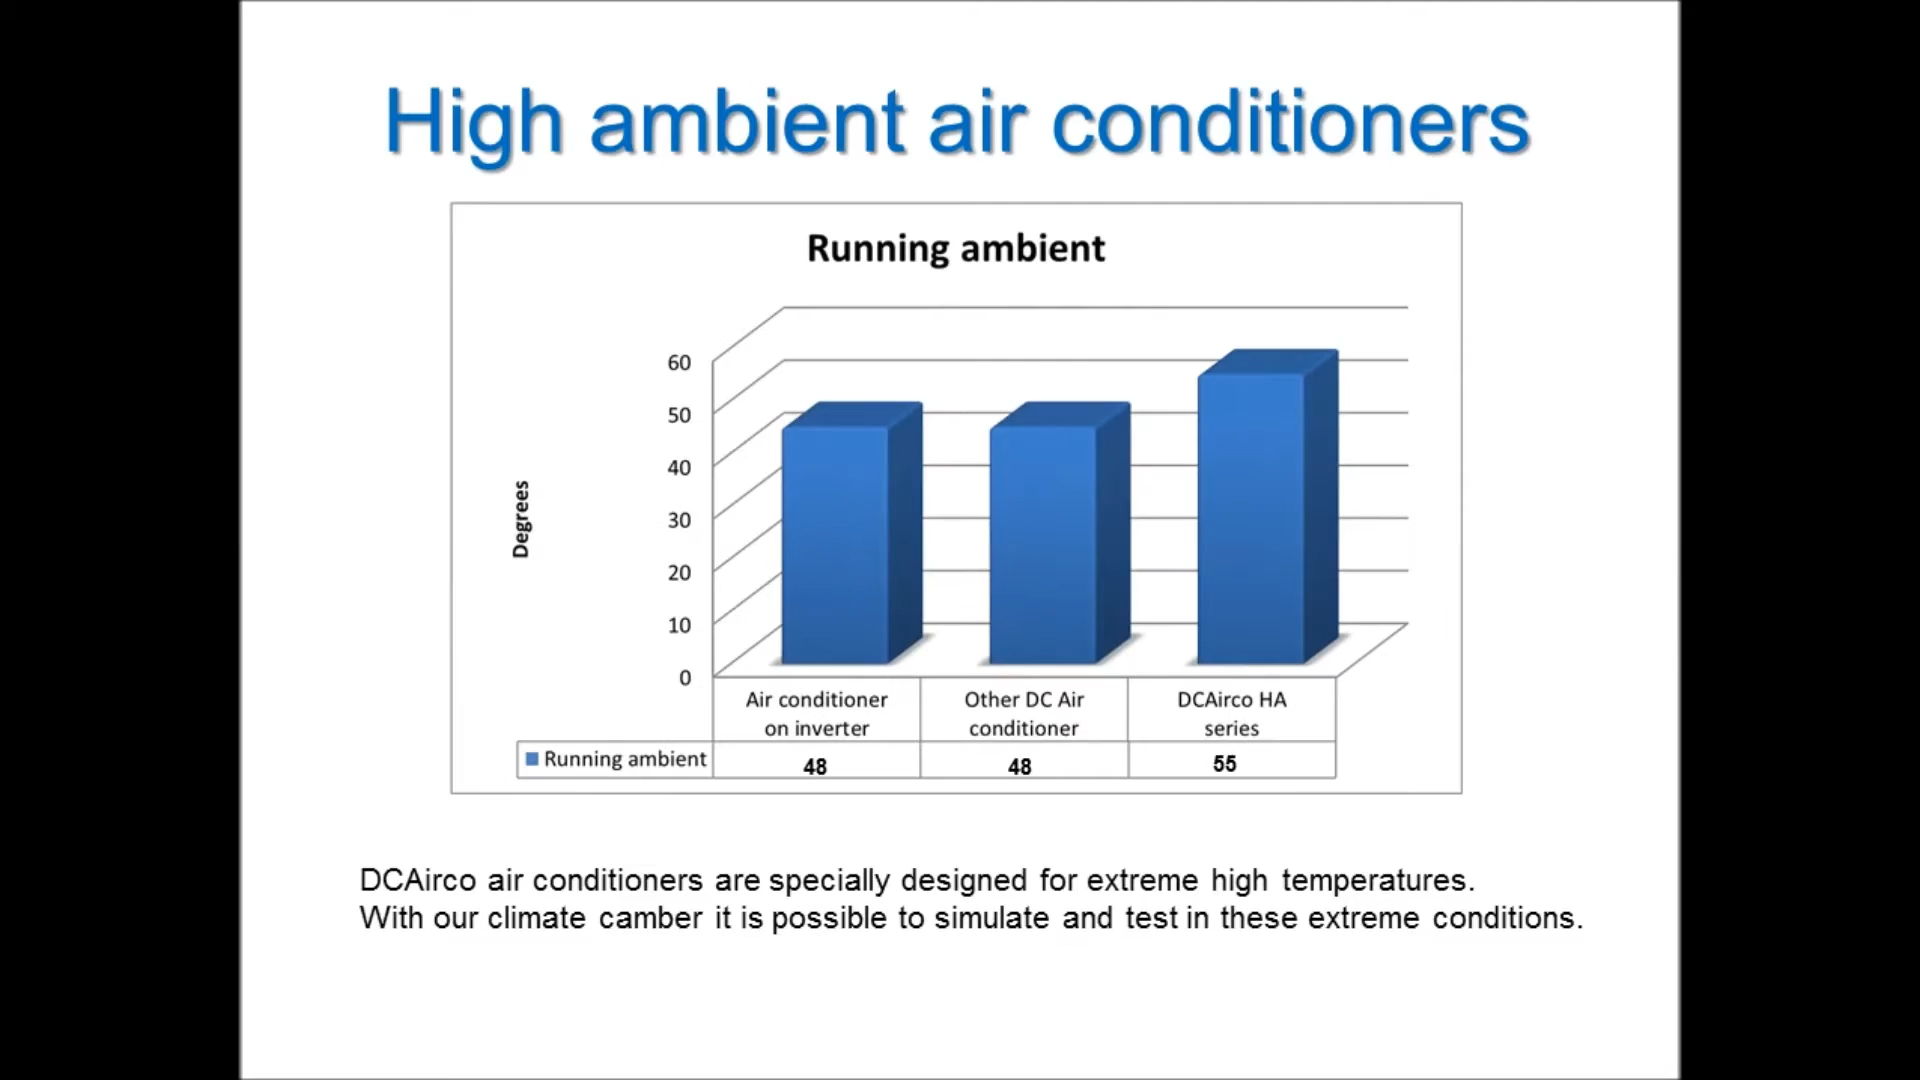 High ambient air conditioners
Running ambient
Degrees
60
50
40
30
20
10
0
Air conditioner on inverter
Other DC Air conditioner
DCAirco HA series
Running ambient 48 48 55
DCAirco air conditioners are specially designed for extreme high temperatures.
With our climate camber it is possible to simulate and test in these extreme conditions.